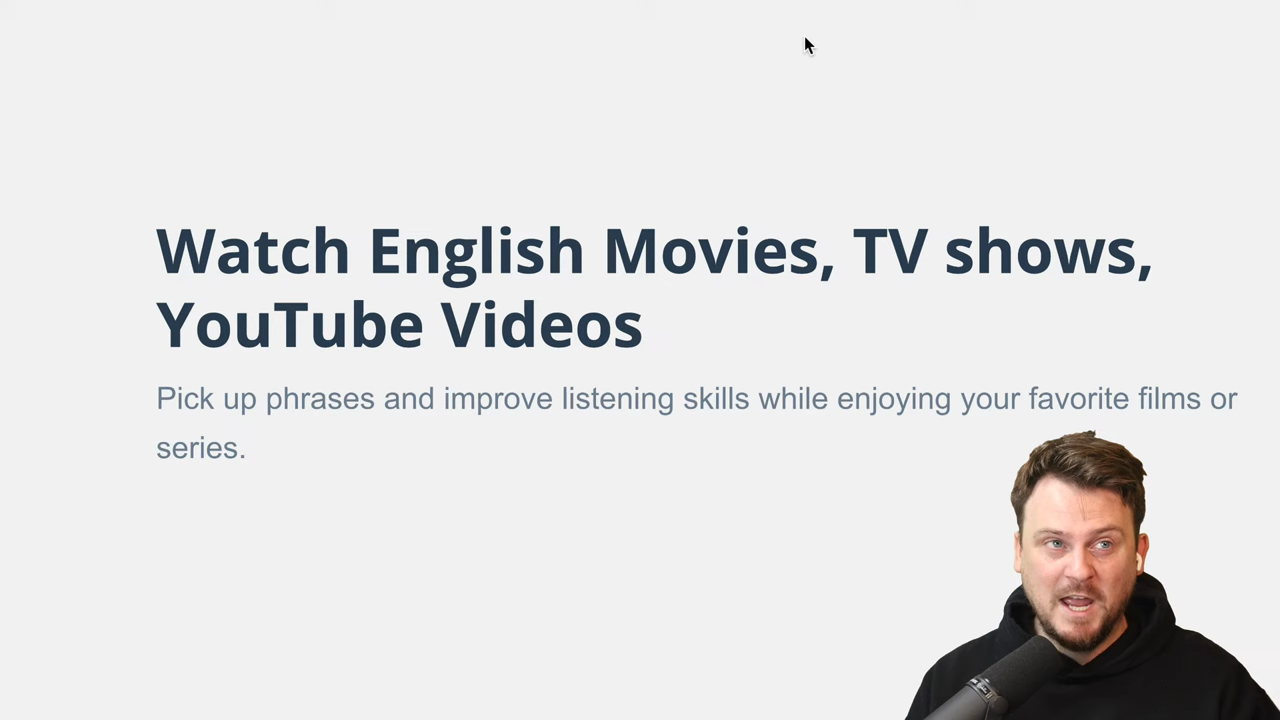 Watch English Movies, TV shows,
YouTube Videos
Pick up phrases and improve listening skills while enjoying your favorite films or
series.